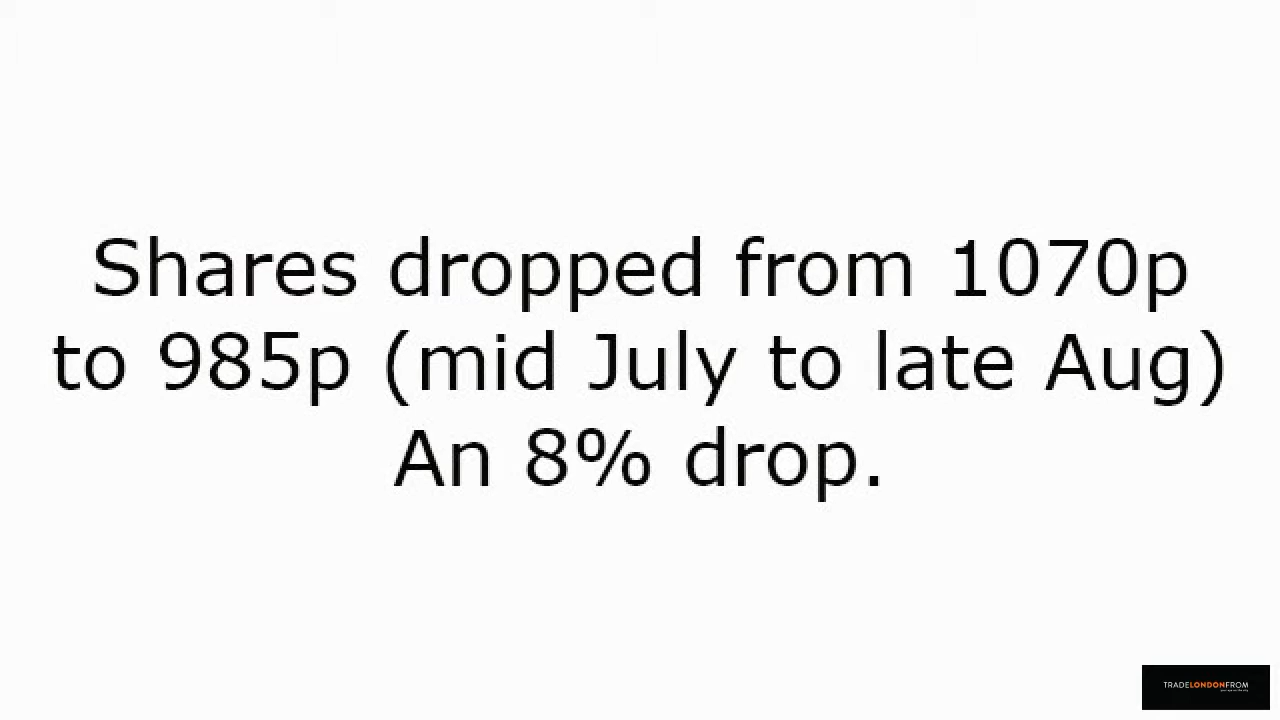 Shares dropped from 1070p
to 985p (mid July to late Aug)
An 8% drop.
TRADELONDONFROM